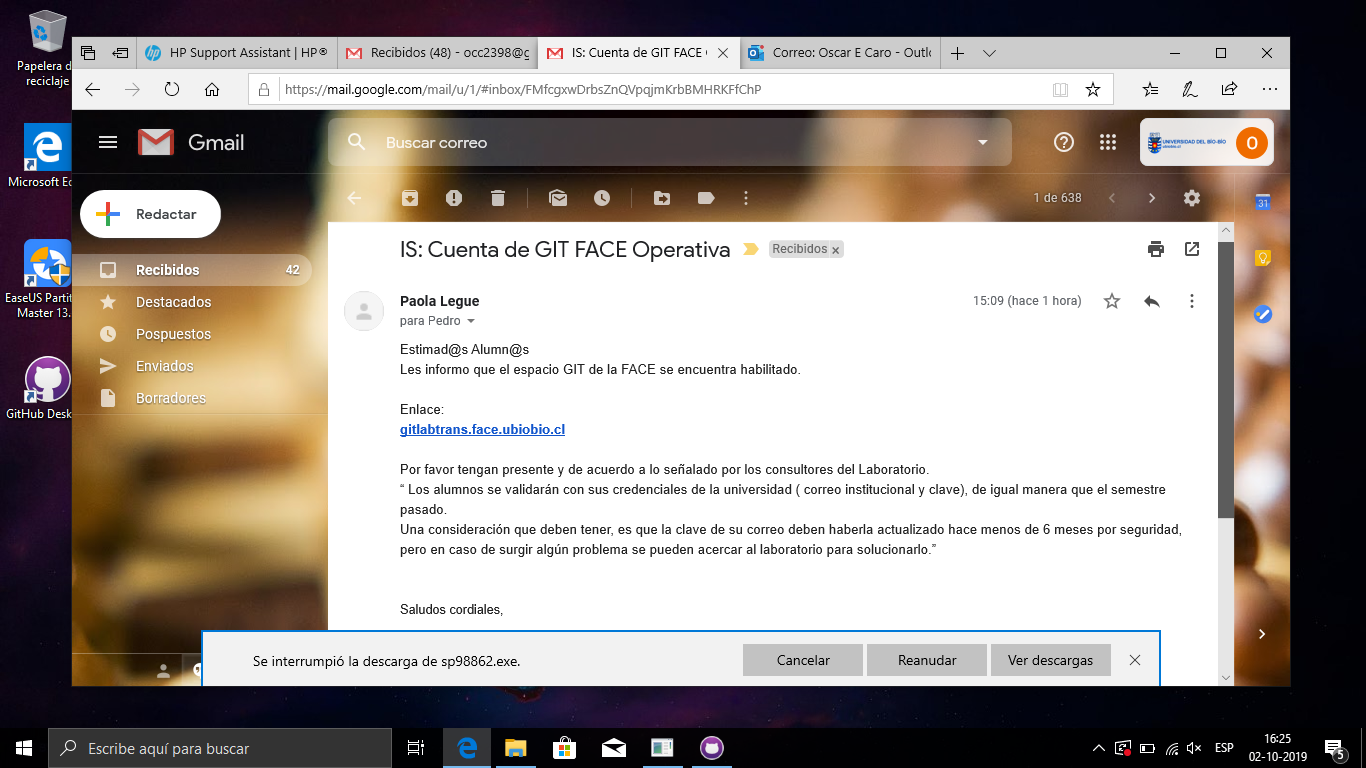 Papelera d
reciclaje
Microsoft Ed
EaseUS Partit
Master 13.
GitHub Desk
HP Support Assistant | HP®
Recibidos (48) - occ2398@g
IS: Cuenta de GIT FACE O
Correo: Oscar E Caro - Outlo
https://mail.google.com/mail/u/1/#inbox/FMfcgxwDrbsZnQVpqjmKrbBMHRKFfChP
Gmail
Buscar correo
UNIVERSIDAD DEL BÍO-BÍO
O
Redactar
1 de 638
31
Recibidos
42
Destacados
Pospuestos
Enviados
Borradores
IS: Cuenta de GIT FACE Operativa
Recibidos x
Paola Legue
15:09 (hace 1 hora)
para Pedro
Estimad@s Alumn@s
Les informo que el espacio GIT de la FACE se encuentra habilitado.
Enlace:
gitlabtrans.face.ubiobio.cl
Por favor tengan presente y de acuerdo a lo señalado por los consultores del Laboratorio.
“ Los alumnos se validarán con sus credenciales de la universidad ( correo institucional y clave), de igual manera que el semestre
pasado.
Una consideración que deben tener, es que la clave de su correo deben haberla actualizado hace menos de 6 meses por seguridad,
pero en caso de surgir algún problema se pueden acercar al laboratorio para solucionarlo.”
Saludos cordiales,
Se interrumpió la descarga de sp98862.exe.
Cancelar
Reanudar
Ver descargas
Escribe aquí para buscar
ESP
16:25
02-10-2019
5